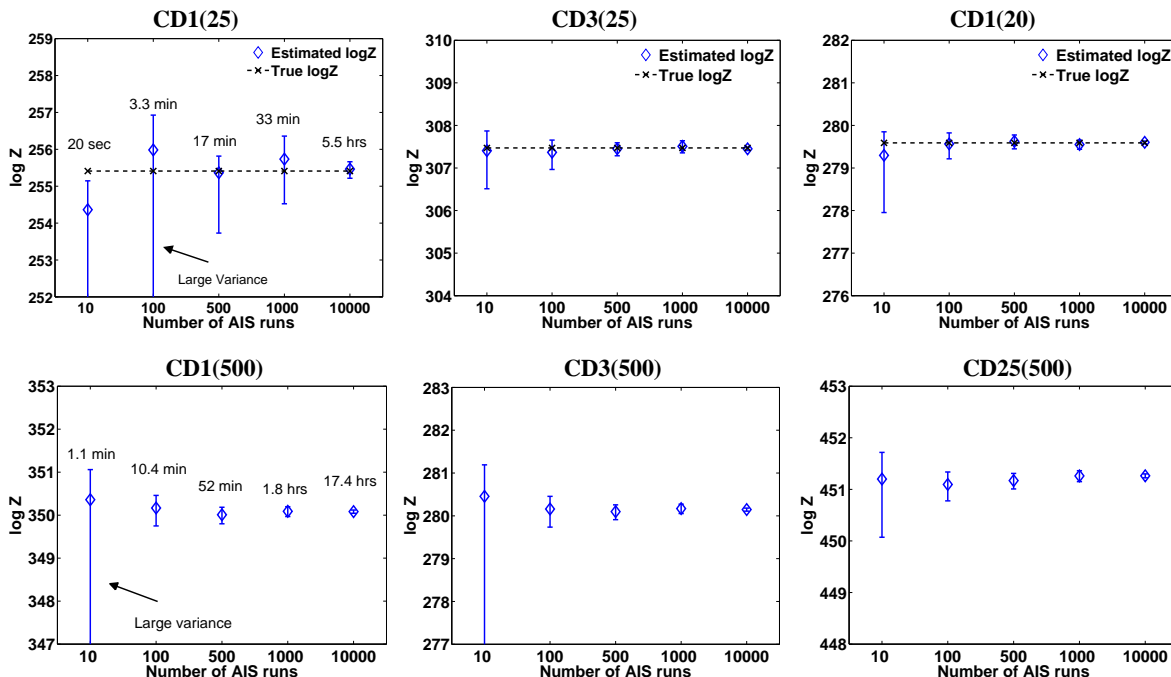 CD1(25)
259
258
257
256
255
254
253
252
log Z
20 sec
3.3 min
17 min
33 min
5.5 hrs
Estimated logZ
True logZ
Large Variance
10
100
500
1000
10000
Number of AIS runs
CD3(25)
310
309
308
307
306
305
304
log Z
Estimated logZ
True logZ
10
100
500
1000
10000
Number of AIS runs
CD1(20)
282
281
280
279
278
277
276
log Z
Estimated logZ
True logZ
10
100
500
1000
10000
Number of AIS runs
CD1(500)
353
352
351
350
349
348
347
log Z
1.1 min
10.4 min
52 min
1.8 hrs
17.4 hrs
Large variance
10
100
500
1000
10000
Number of AIS runs
CD3(500)
283
282
281
280
279
278
277
log Z
10
100
500
1000
10000
Number of AIS runs
CD25(500)
453
452
451
450
449
448
log Z
10
100
500
1000
10000
Number of AIS runs